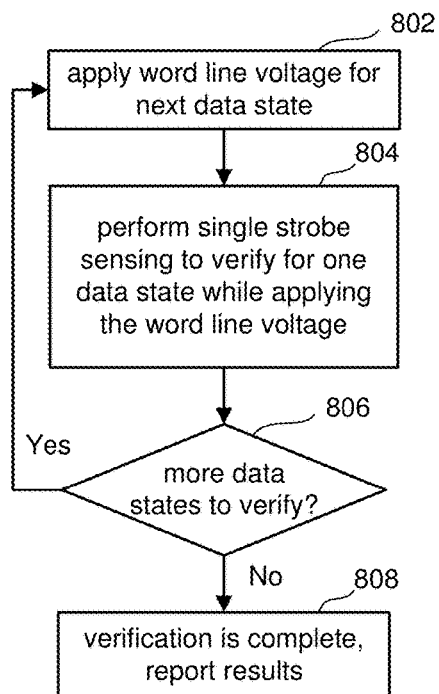 802
apply word line voltage for
next data state
804
perform single strobe
sensing to verify for one
data state while applying
the word line voltage
806
Yes
more data
states to verify?
No
808
verification is complete,
report results